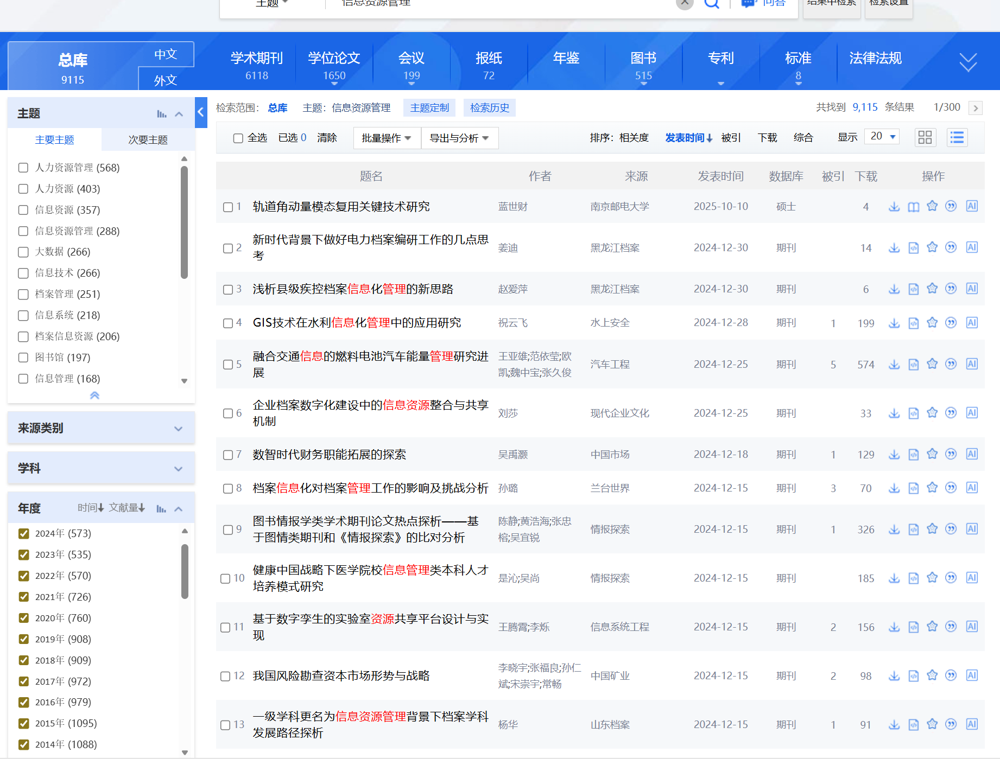 主题
信息资源管理
问答
结果中检索
检索设置
总库
9115
中文
外文
学术期刊
6118
学位论文
1650
会议
199
报纸
72
年鉴
图书
515
专利
标准
8
法律法规
主题
主要主题
次要主题
人力资源管理 (568)
人力资源 (403)
信息资源 (357)
信息资源管理 (288)
大数据 (266)
信息技术 (266)
档案管理 (251)
信息系统 (218)
档案信息资源 (206)
图书馆 (197)
信息管理 (168)
来源类别
学科
年度 时间 文献量
2024年 (573)
2023年 (535)
2022年 (570)
2021年 (726)
2020年 (760)
2019年 (908)
2018年 (909)
2017年 (972)
2016年 (979)
2015年 (1095)
2014年 (1088)
检索范围： 总库 主题：信息资源管理 主题定制 检索历史 共找到 9,115 条结果 1/300
全选 已选 0 清除 批量操作 导出与分析 排序：相关度 发表时间 被引 下载 综合 显示 20
题名 作者 来源 发表时间 数据库 被引 下载 操作
1 轨道角动量模态复用关键技术研究 蓝世财 南京邮电大学 2025-10-10 硕士 4 AI
2 新时代背景下做好电力档案编研工作的几点思
考 姜迪 黑龙江档案 2024-12-30 期刊 14 AI
3 浅析县级疾控档案信息化管理的新思路 赵爱萍 黑龙江档案 2024-12-30 期刊 6 AI
4 GIS技术在水利信息化管理中的应用研究 祝云飞 水上安全 2024-12-28 期刊 1 199 AI
5 融合交通信息的燃料电池汽车能量管理研究进
展 王亚雄;范依莹;欧
凯;魏中宝;张久俊 汽车工程 2024-12-25 期刊 5 574 AI
6 企业档案数字化建设中的信息资源整合与共享
机制 刘莎 现代企业文化 2024-12-25 期刊 33 AI
7 数智时代财务职能拓展的探索 吴禹灏 中国市场 2024-12-18 期刊 1 129 AI
8 档案信息化对档案管理工作的影响及挑战分析 孙璐 兰台世界 2024-12-15 期刊 3 70 AI
9 图书情报学类学术期刊论文热点探析——基
于图情类期刊和《情报探索》的比对分析 陈静;黄浩海;张忠
榕;吴宜锐 情报探索 2024-12-15 期刊 1 326 AI
10 健康中国战略下医学院校信息管理类本科人才
培养模式研究 是沁;吴尚 情报探索 2024-12-15 期刊 185 AI
11 基于数字孪生的实验室资源共享平台设计与实
现 王腾霄;李烁 信息系统工程 2024-12-15 期刊 2 156 AI
12 我国风险勘查资本市场形势与战略 李晓宇;张福良;孙仁
斌;宋崇宇;常畅 中国矿业 2024-12-15 期刊 2 98 AI
13 一级学科更名为信息资源管理背景下档案学科
发展路径探析 杨华 山东档案 2024-12-15 期刊 1 91 AI